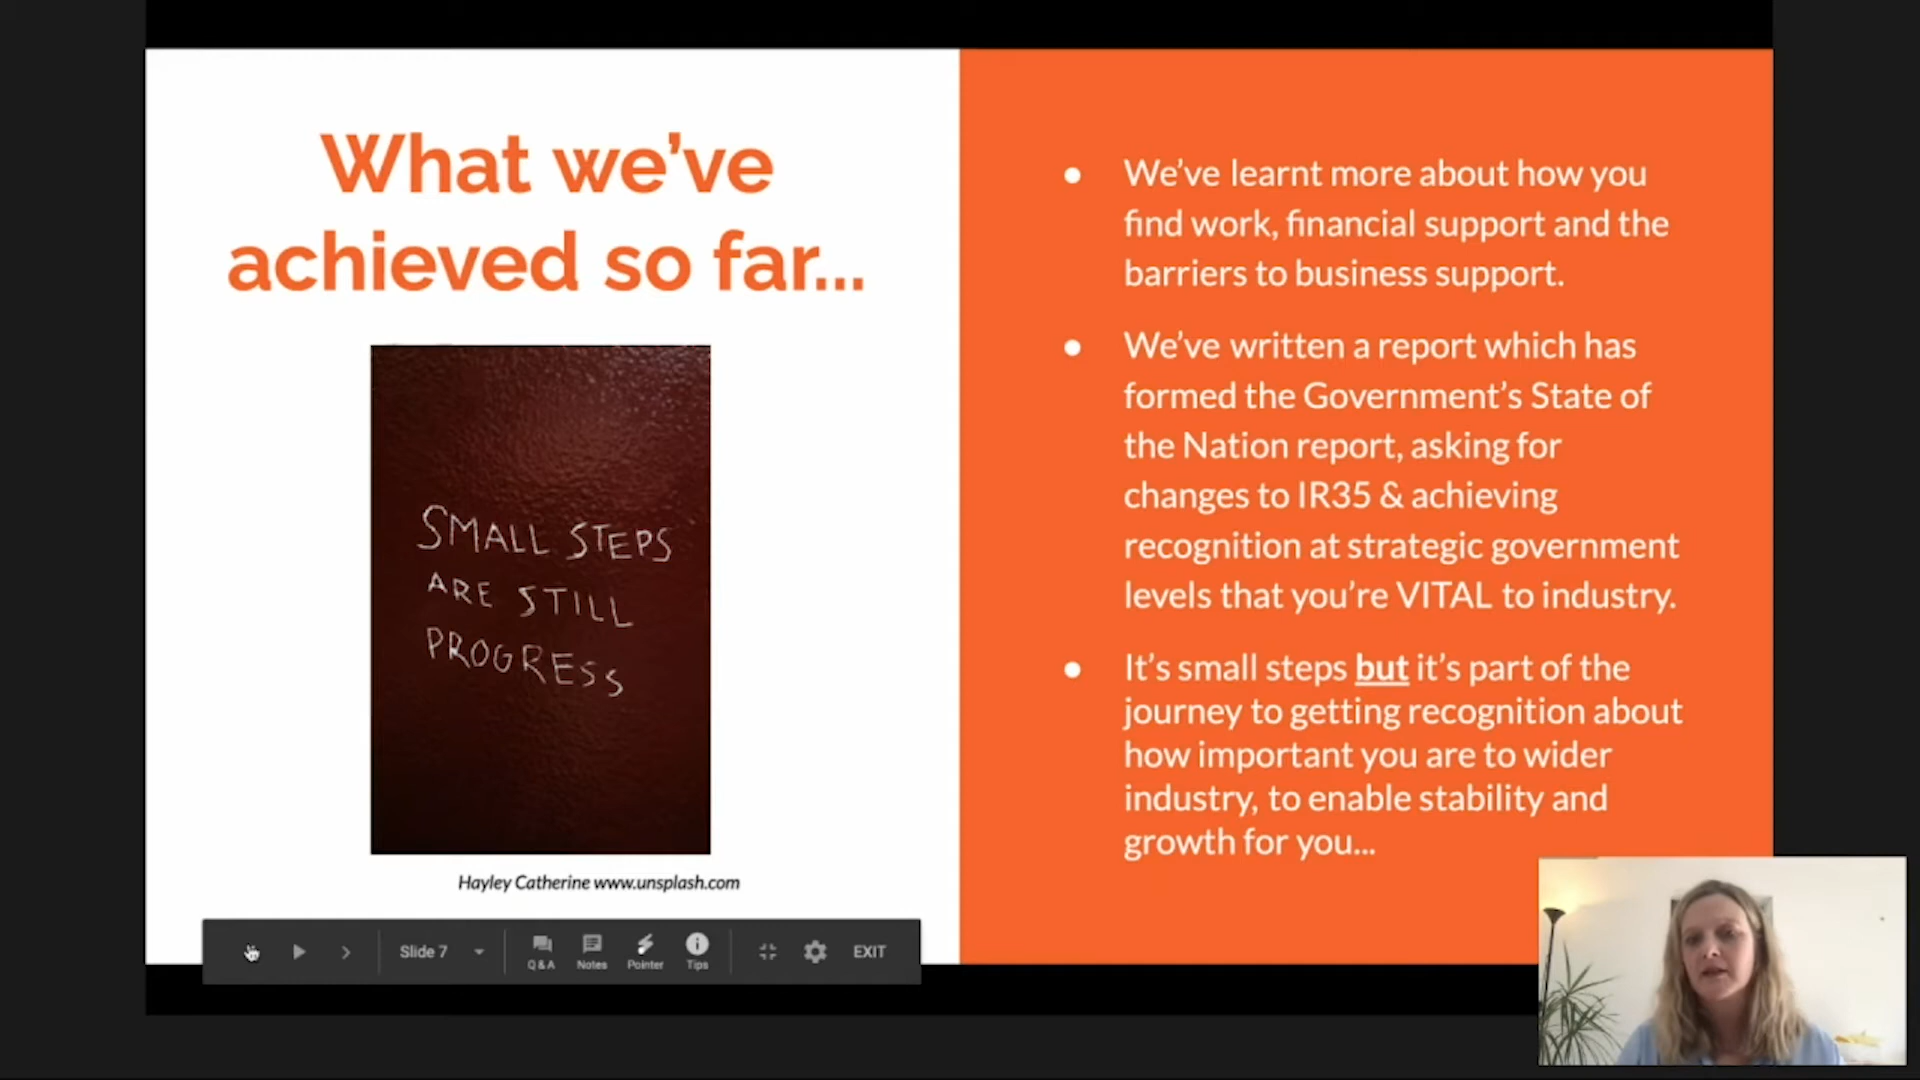 What we've
achieved so far...
SMALL STEPS
ARE STILL
PROGRESS
Hayley Catherine www.unsplash.com
● We've learnt more about how you
find work, financial support and the
barriers to business support.
● We've written a report which has
formed the Government's State of
the Nation report, asking for
changes to IR35 & achieving
recognition at strategic government
levels that you're VITAL to industry.
● It's small steps but it's part of the
journey to getting recognition about
how important you are to wider
industry, to enable stability and
growth for you...
Slide 7
Q&A Notes Pointer Tips
EXIT